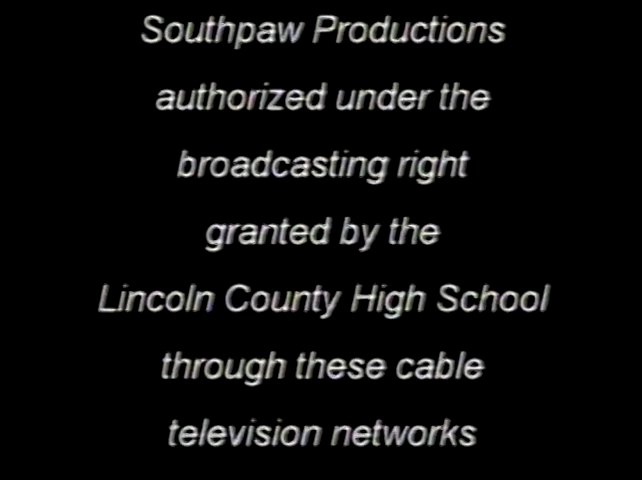 Southpaw Productions
authorized under the
broadcasting right
granted by the
Lincoln County High School
through these cable
television networks